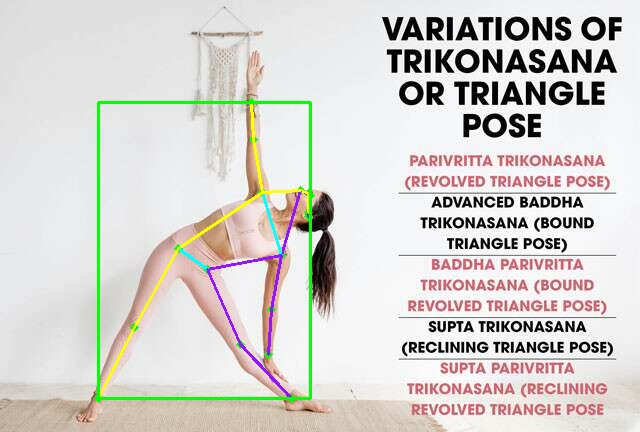 VARIATIONS OF
TRIKONASANA
OR TRIANGLE
POSE
PARIVRITTA TRIKONASANA
(REVOLVED TRIANGLE POSE)
ADVANCED BADDHA
TRIKONASANA (BOUND
TRIANGLE POSE)
BADDHA PARIVRITTA
TRIKONASANA (BOUND
REVOLVED TRIANGLE POSE)
SUPTA TRIKONASANA
(RECLINING TRIANGLE POSE)
SUPTA PARIVRITTA
TRIKONASANA (RECLINING
REVOLVED TRIANGLE POSE